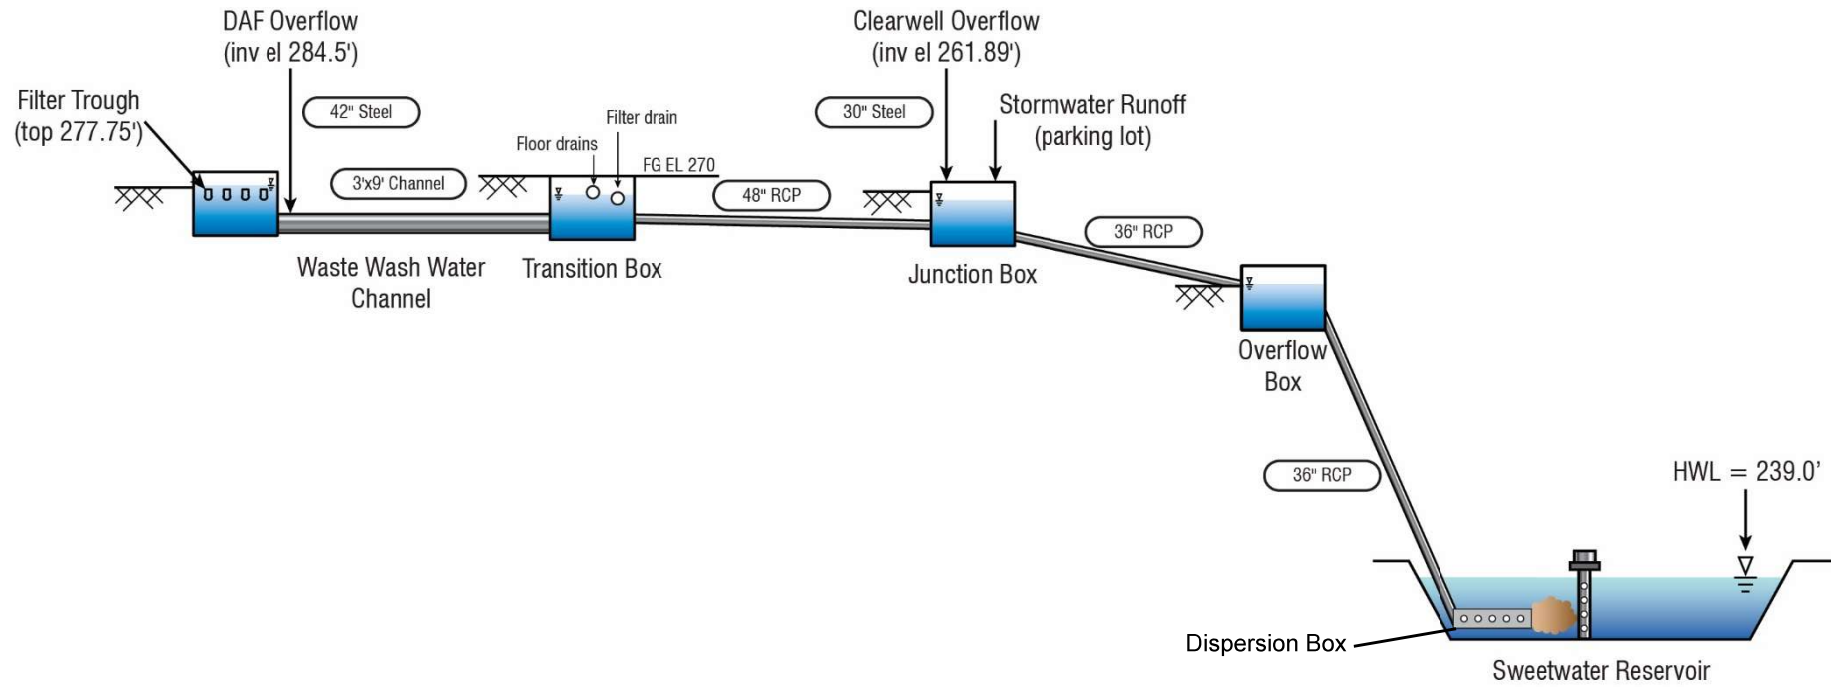 DAF Overflow
(inv el 284.5')
Clearwell Overflow
(inv el 261.89')
Filter Trough
(top 277.75')
42" Steel
Filter drain
Floor drains
FG EL 270
3'x9' Channel
48" RCP
30" Steel
Stormwater Runoff
(parking lot)
36" RCP
Waste Wash Water
Channel
Transition Box
Junction Box
Overflow
Box
36" RCP
HWL = 239.0'
Dispersion Box
Sweetwater Reservoir